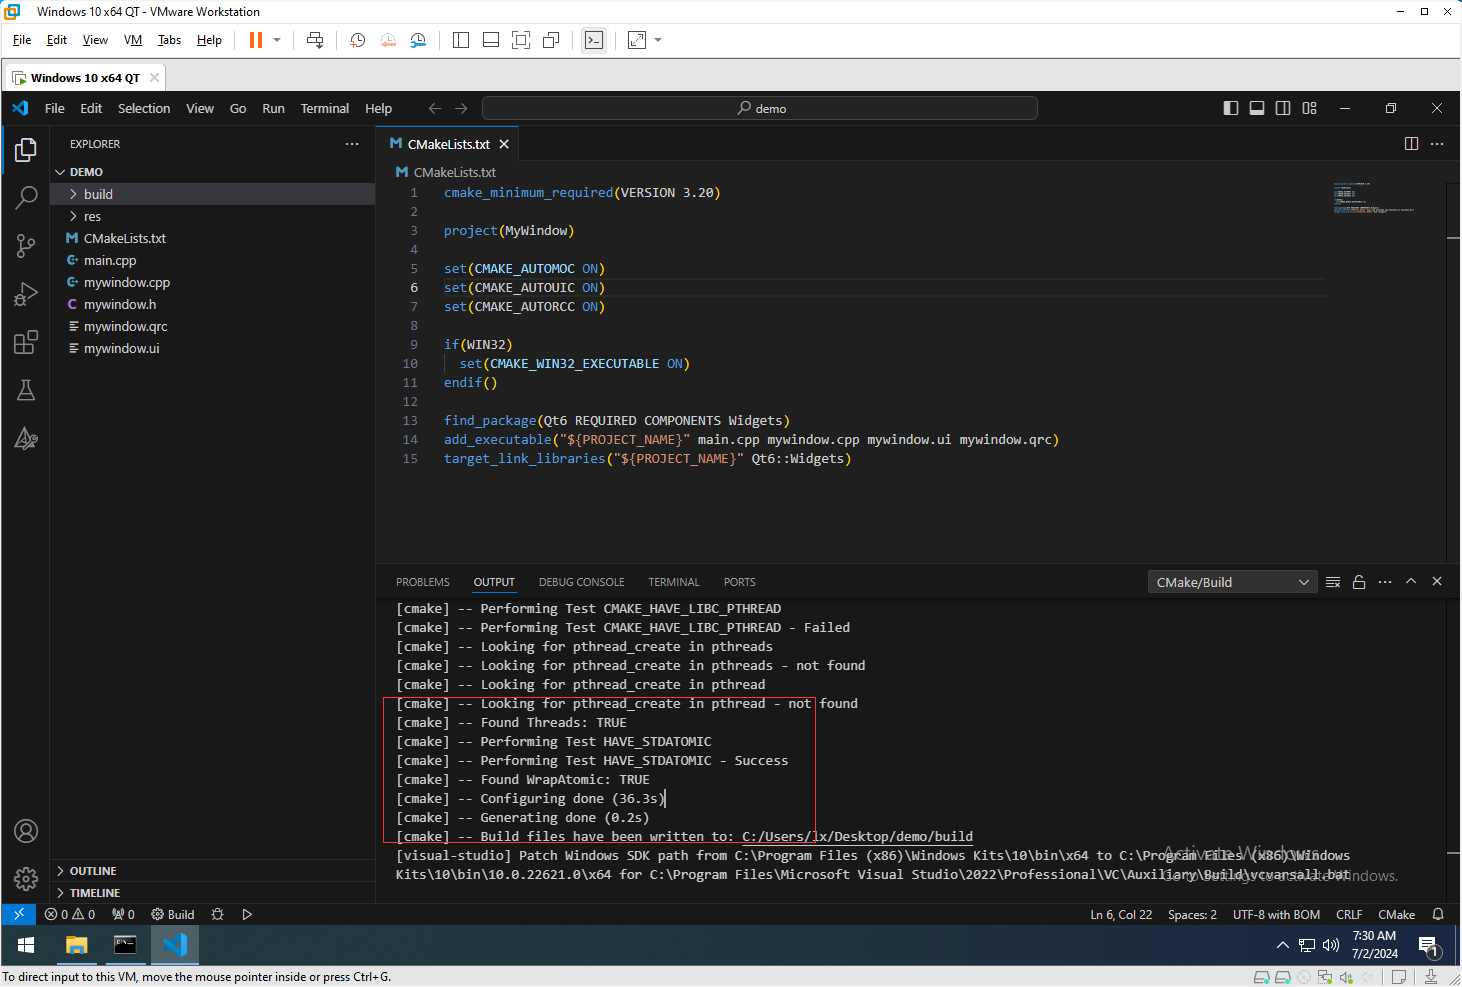 Windows 10 x64 QT - VMware Workstation
File Edit View VM Tabs Help
Windows 10 x64 QT
File Edit Selection View Go Run Terminal Help
demo
EXPLORER
DEMO
build
res
CMakeLists.txt
main.cpp
mywindow.cpp
mywindow.h
mywindow.qrc
mywindow.ui
OUTLINE
TIMELINE
CMakeLists.txt
CMakeLists.txt
1 cmake_minimum_required(VERSION 3.20)
2
3 project(MyWindow)
4
5 set(CMAKE_AUTOMOC ON)
6 set(CMAKE_AUTOUIC ON)
7 set(CMAKE_AUTORCC ON)
8
9 if(WIN32)
10 set(CMAKE_WIN32_EXECUTABLE ON)
11 endif()
12
13 find_package(Qt6 REQUIRED COMPONENTS Widgets)
14 add_executable("${PROJECT_NAME}" main.cpp mywindow.cpp mywindow.ui mywindow.qrc)
15 target_link_libraries("${PROJECT_NAME}" Qt6::Widgets)
PROBLEMS OUTPUT DEBUG CONSOLE TERMINAL PORTS
CMake/Build
[cmake] -- Performing Test CMAKE_HAVE_LIBC_PTHREAD
[cmake] -- Performing Test CMAKE_HAVE_LIBC_PTHREAD - Failed
[cmake] -- Looking for pthread_create in pthreads
[cmake] -- Looking for pthread_create in pthreads - not found
[cmake] -- Looking for pthread_create in pthread
[cmake] -- Looking for pthread_create in pthread - not found
[cmake] -- Found Threads: TRUE
[cmake] -- Performing Test HAVE_STDATOMIC
[cmake] -- Performing Test HAVE_STDATOMIC - Success
[cmake] -- Found WrapAtomic: TRUE
[cmake] -- Configuring done (36.3s)
[cmake] -- Generating done (0.2s)
[cmake] -- Build files have been written to: C:/Users/lx/Desktop/demo/build
[visual-studio] Patch Windows SDK path from C:\Program Files (x86)\Windows Kits\10\bin\x64 to C:\Program Files (x86)\Windows
Kits\10\bin\10.0.22621.0\x64 for C:\Program Files\Microsoft Visual Studio\2022\Professional\VC\Auxiliary\Build\vcvarsall.bat
Activate Windows
Go to Settings to activate Windows.
0 0 0 Build
Ln 6, Col 22 Spaces: 2 UTF-8 with BOM CRLF CMake
7:30 AM
7/2/2024
1
To direct input to this VM, move the mouse pointer inside or press Ctrl+G.